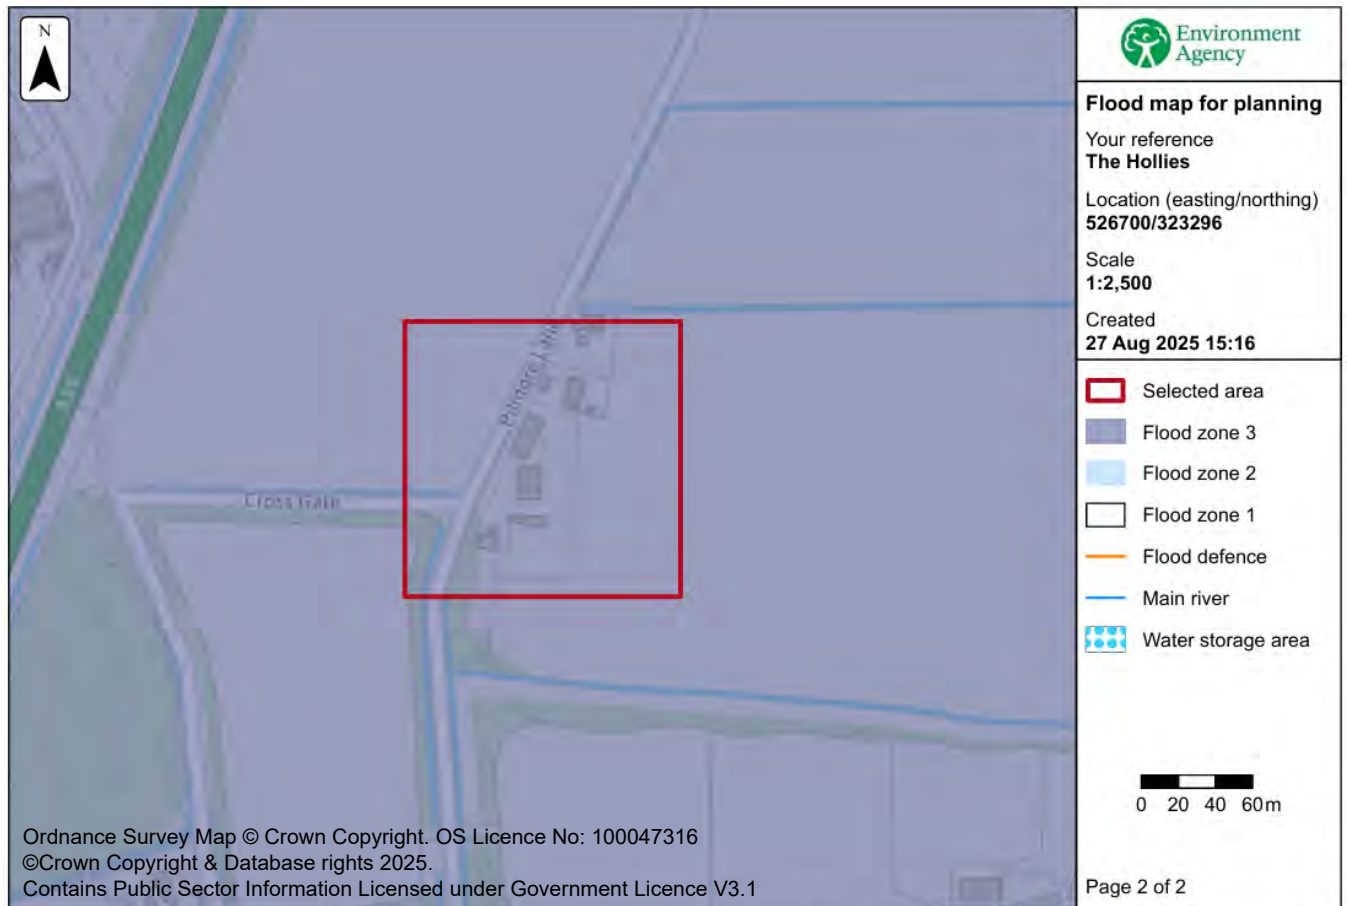 N
Pilmore Lane
Cross Gate
Ordnance Survey Map © Crown Copyright. OS Licence No: 100047316
©Crown Copyright & Database rights 2025.
Contains Public Sector Information Licensed under Government Licence V3.1
Environment
Agency
Flood map for planning
Your reference
The Hollies
Location (easting/northing)
526700/323296
Scale
1:2,500
Created
27 Aug 2025 15:16
Selected area
Flood zone 3
Flood zone 2
Flood zone 1
Flood defence
Main river
Water storage area
0 20 40 60m
Page 2 of 2